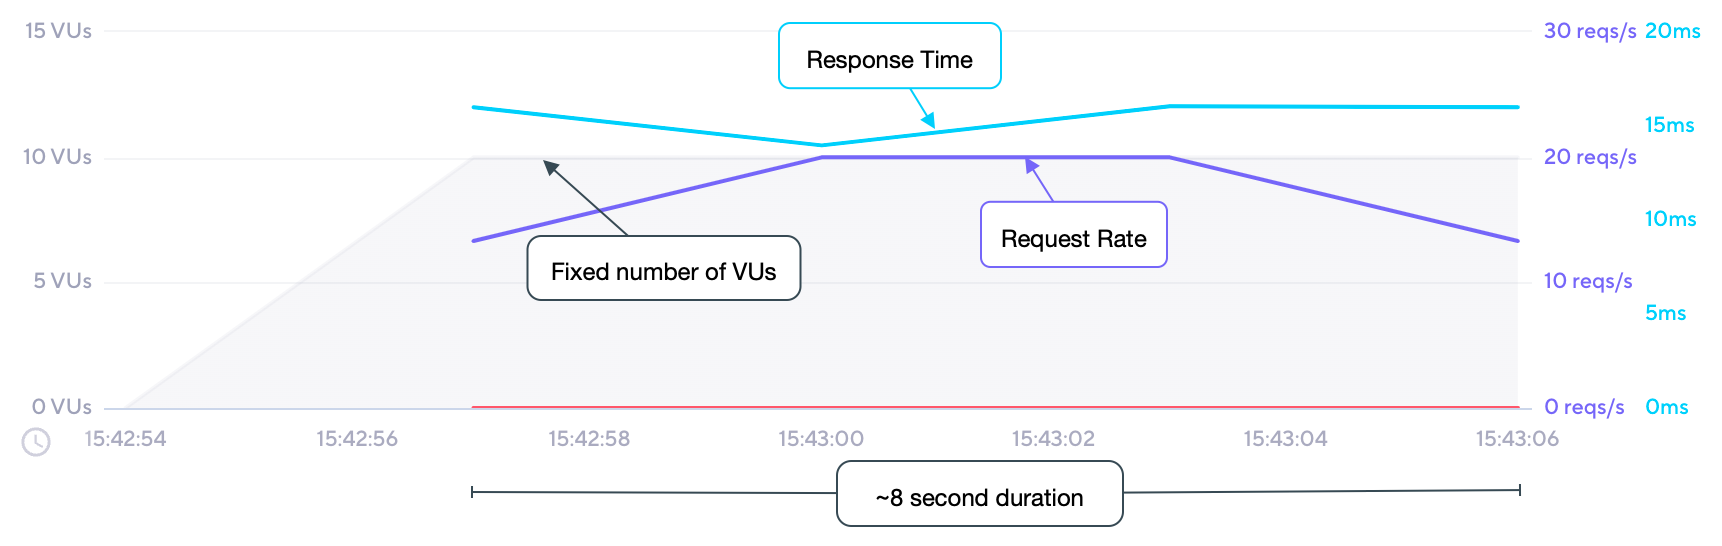 15 VUs
30 reqs/s 20ms
Response Time
15ms
10 VUs
20 reqs/s
10ms
Request Rate
Fixed number of VUs
5 VUs
10 reqs/s
5ms
0 VUs
0 reqs/s 0ms
15:42:54 15:42:56 15:42:58 15:43:00 15:43:02 15:43:04 15:43:06
~8 second duration